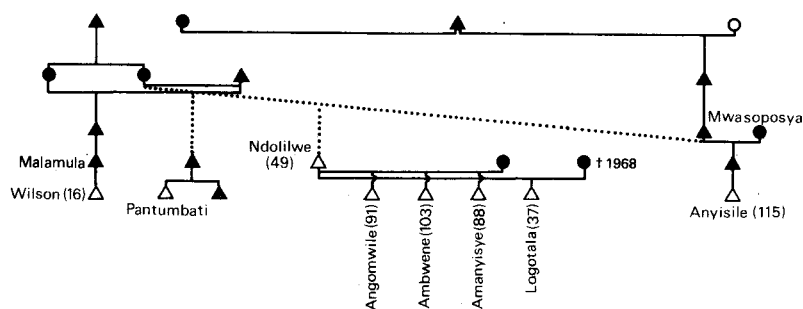 Mwasoposya
Ndolilwe
(49)
† 1968
Malamula
Wilson (16)
Pantumbati
Anyisile (115)
Angomwile (91)
Ambwene (103)
Amanyisye (88)
Logotala (37)